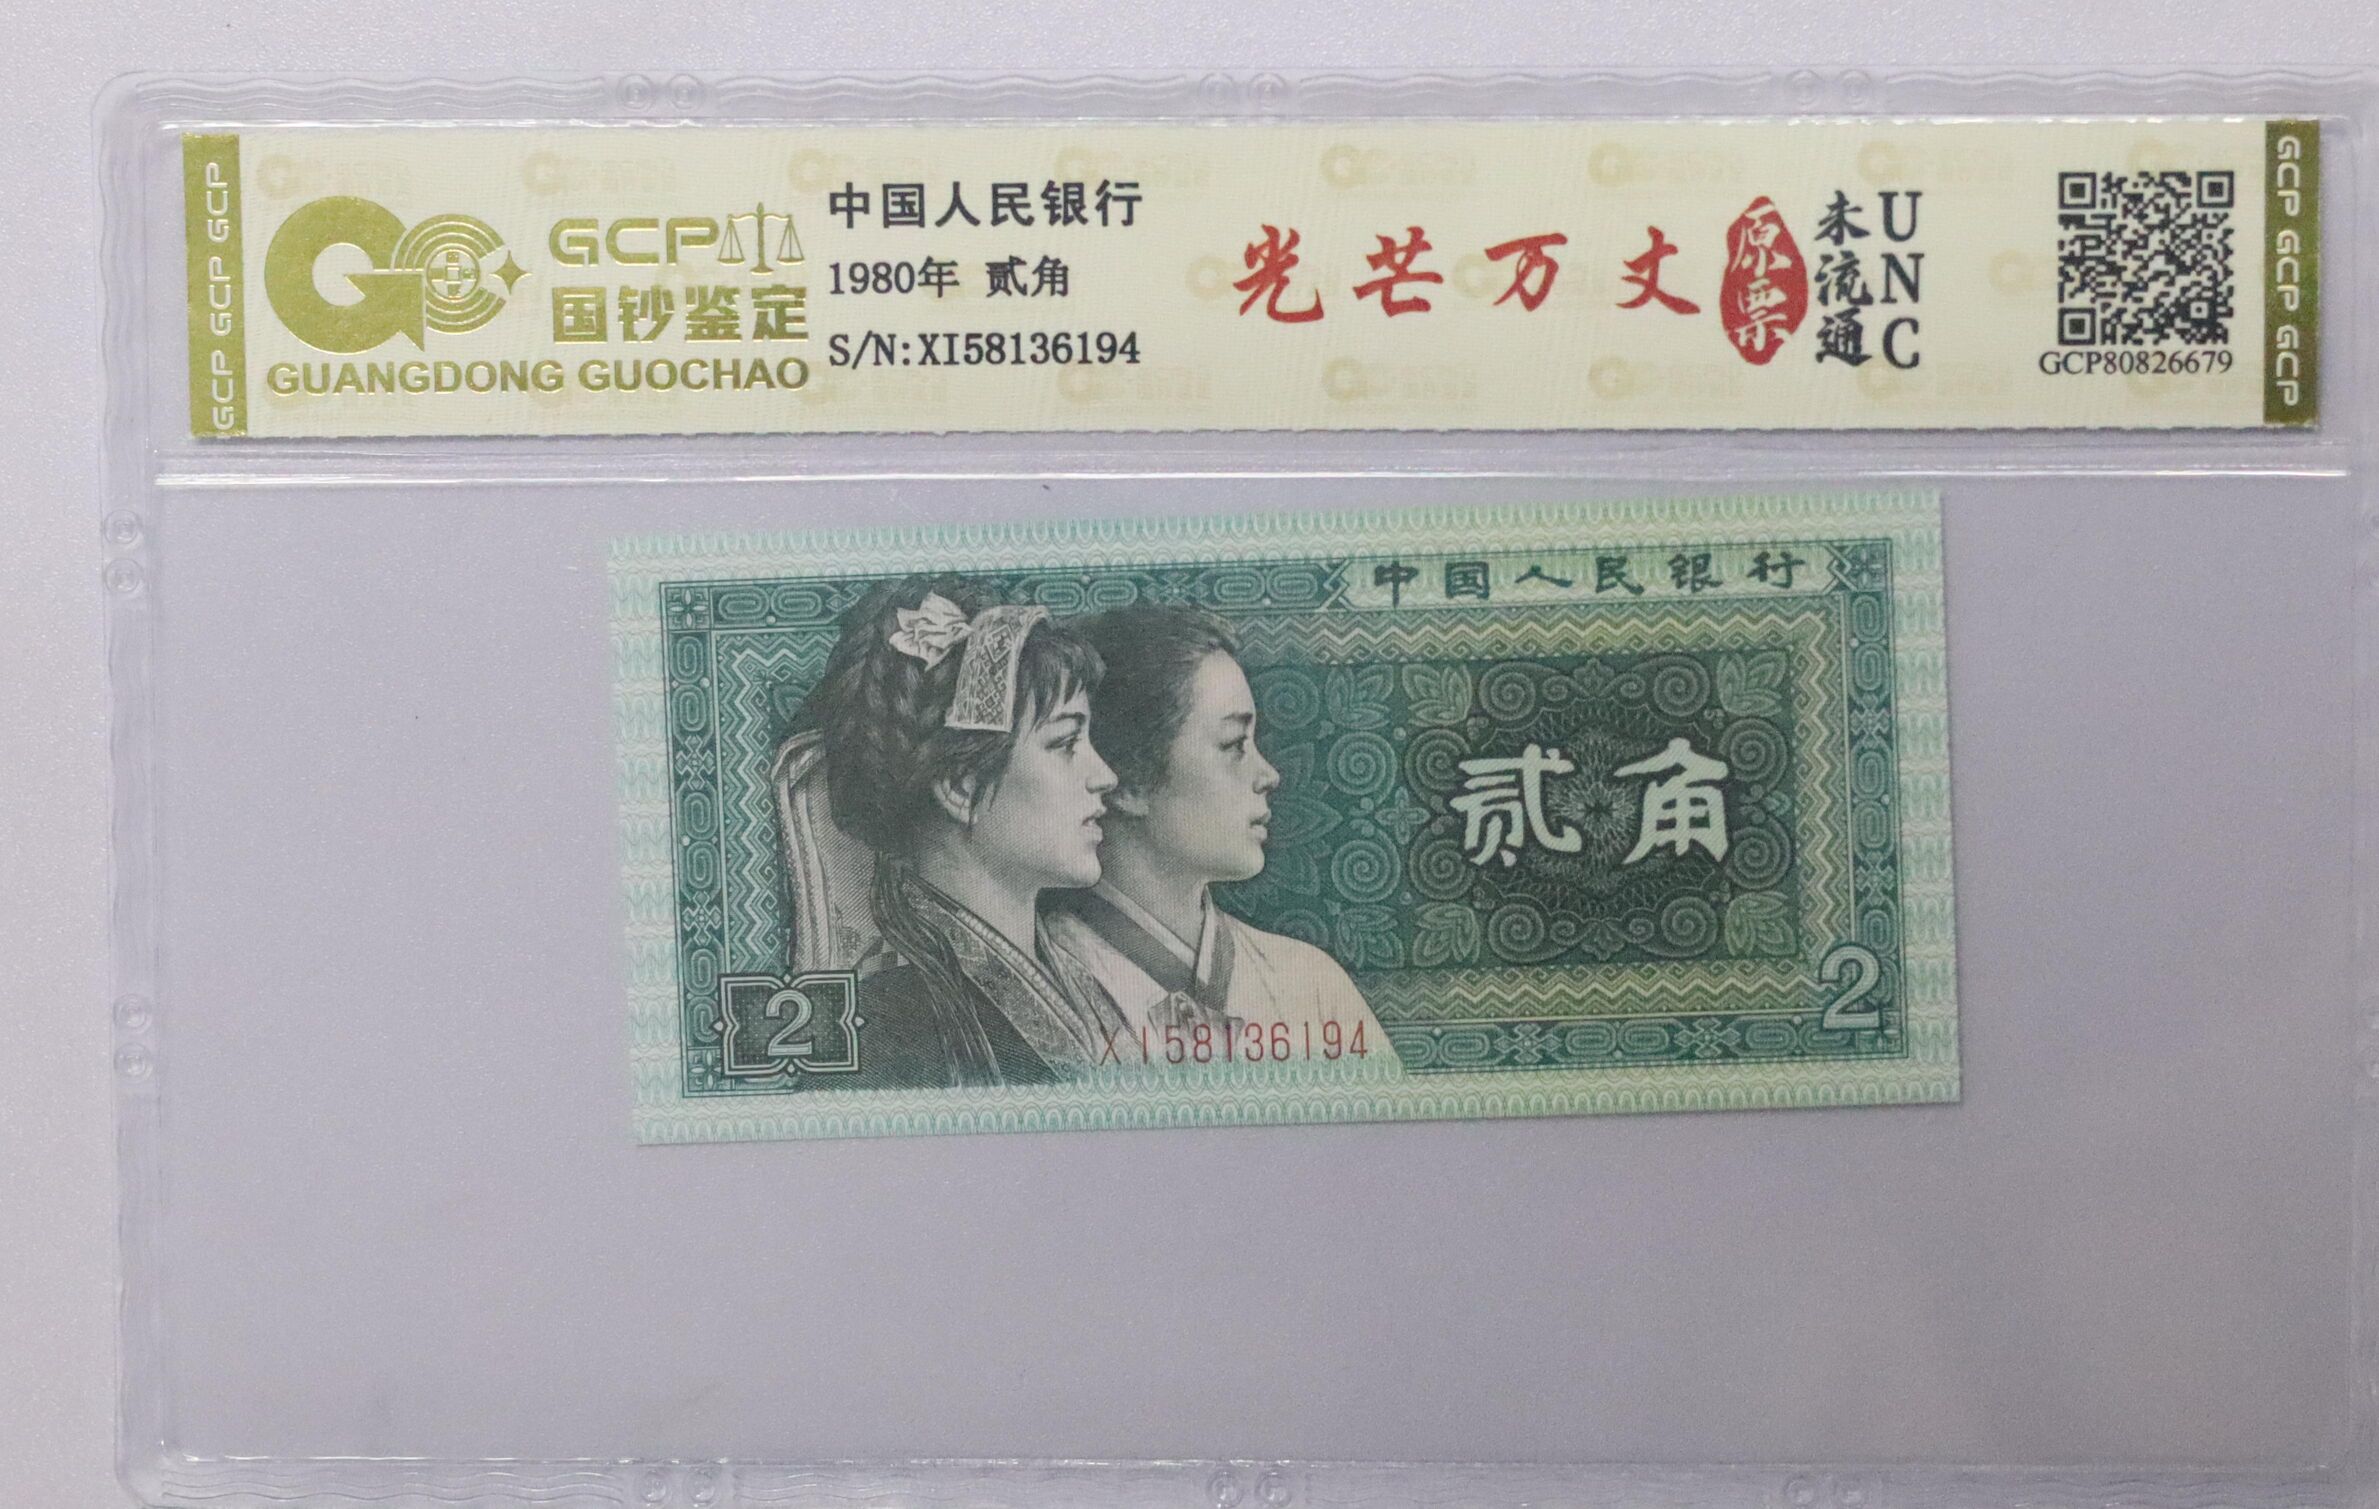 GCP GCP GCP
GCP
国钞鉴定
GUANGDONG GUOCHAO
中国人民银行
1980年 贰角
S/N:XI58136194
光芒万丈
原票
未流通
UNC
GCP80826679
GCP GCP GCP
中国人民银行
贰角
2
2
XI58136194